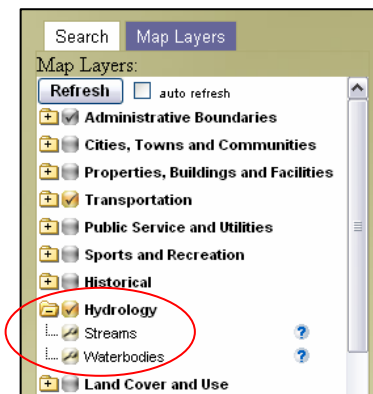 Search Map Layers
Map Layers:
Refresh auto refresh
Administrative Boundaries
Cities, Towns and Communities
Properties, Buildings and Facilities
Transportation
Public Service and Utilities
Sports and Recreation
Historical
Hydrology
Streams ?
Waterbodies ?
Land Cover and Use